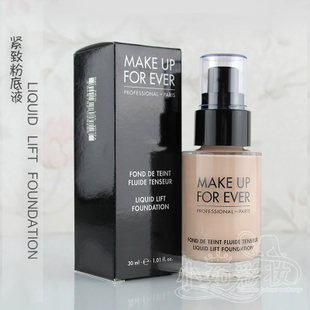 紧致粉底液
LIQUID LIFT FOUNDATION
MAKE UP
FOR EVER
PROFESSIONAL - PARIS
FOND DE TEINT
FLUIDE TENSEUR
LIQUID LIFT
FOUNDATION
30 ml ℮ - 1.01 fl.oz.
MAKE UP
FOR EVER
PROFESSIONAL - PARIS
FOND DE TEINT FLUIDE TENSEUR
LIQUID LIFT FOUNDATION